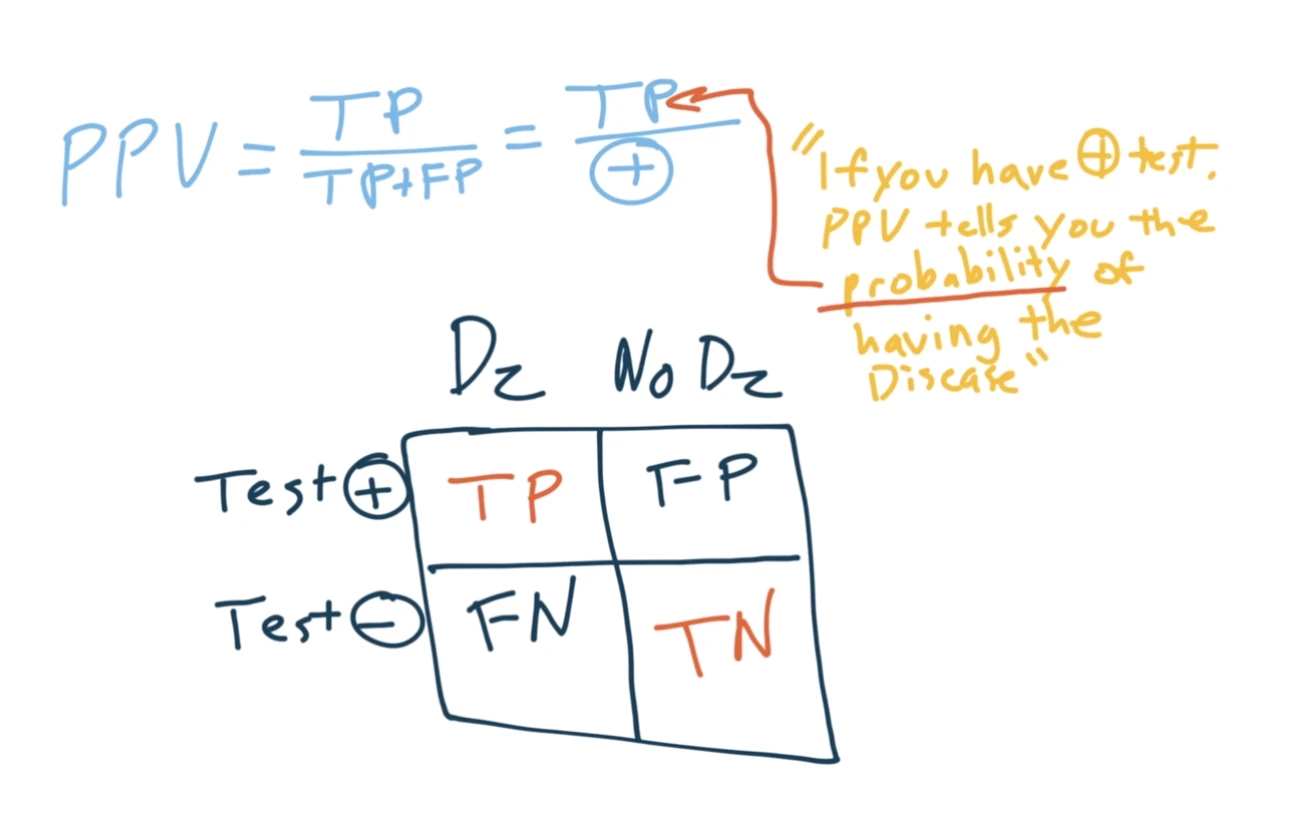 PPV = TP / TP+FP = TP / ⊕
"If you have ⊕ test.
PPV tells you the
probability of
having the
Disease"
Dz No Dz
Test ⊕ TP FP
Test ⊖ FN TN